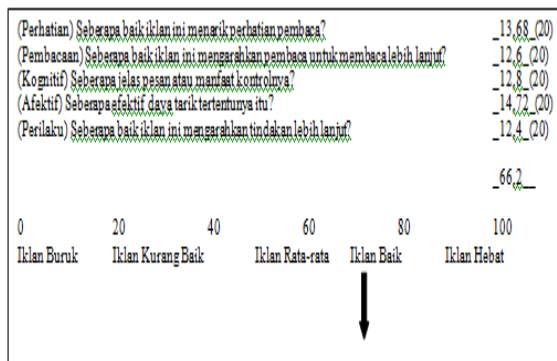 (Perhatian) Seberapa baik iklan ini menarik perhatian pembaca? _13,68_(20)
(Pembacaan) Seberapa baik iklan ini mengarahkan pembaca untuk membaca lebih lanjut? _12,6_(20)
(Kognitif) Seberapa jelas pesan atau manfaat kontrolnya? _12,8_(20)
(Afektif) Seberapa efektif daya tarik tertentunya itu? _14,72_(20)
(Perilaku) Seberapa baik iklan ini mengarahkan tindakan lebih lanjut? _12,4_(20)
_66,2__
0 20 40 60 80 100
Iklan Buruk Iklan Kurang Baik Iklan Rata-rata Iklan Baik Iklan Hebat